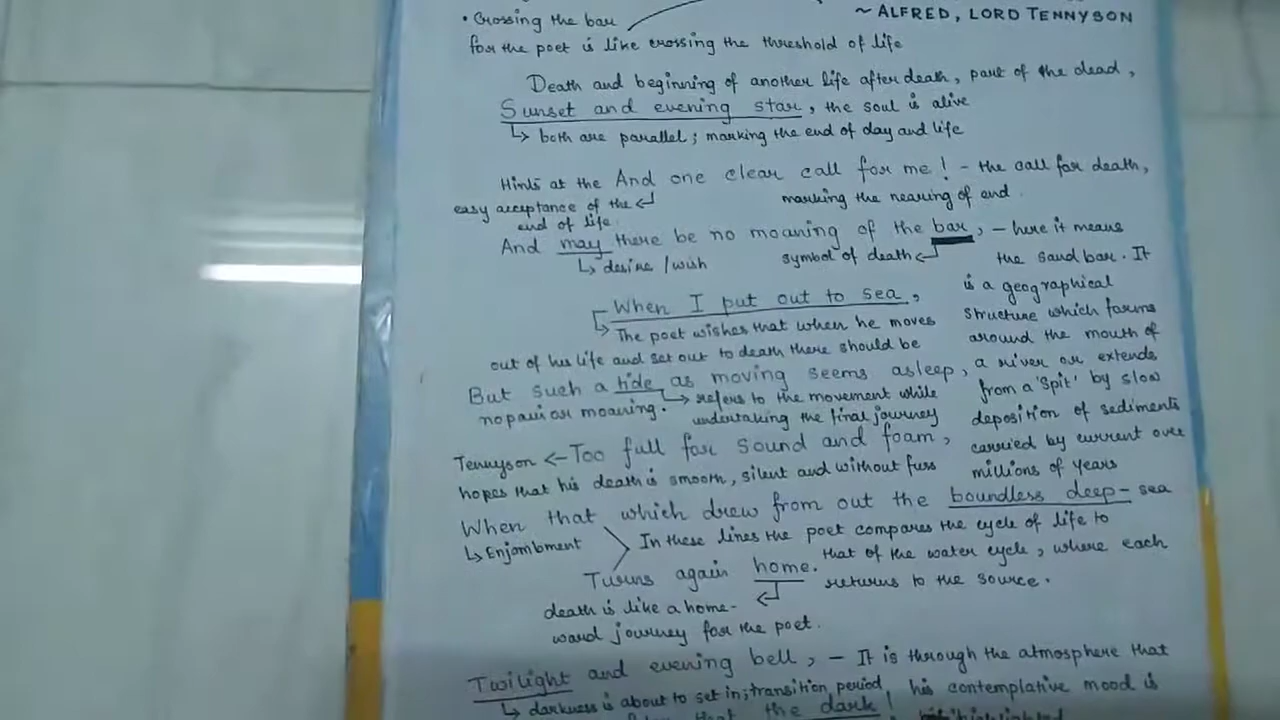 ~ ALFRED, LORD TENNYSON
• Crossing the bar
for the poet is like crossing the threshold of life
Death and beginning of another life after death, part of the dead,
Sunset and evening star, the soul is alive
↳ both are parallel; marking the end of day and life
Hints at the And one clear call for me! - the call for death,
easy acceptance of the ↵ marking the nearing of end.
end of life.
And may there be no moaning of the bar, - here it means
↳ desire / wish symbol of death ↵ the sand bar. It
is a geographical
When I put out to sea, structure which forms
↳ The poet wishes that when he moves around the mouth of
out of his life and set out to death there should be
But such a tide as moving seems asleep, a river or extends
no pain or moaning. ↳ refers to the movement while from a 'spit' by slow
undertaking the final journey deposition of sediments
Tennyson ← Too full for sound and foam, carried by current over
hopes that his death is smooth, silent and without fuss millions of years
When that which drew from out the boundless deep - sea
↳ Enjambment In these lines the poet compares the cycle of life to
Turns again home. that of the water cycle, where each
returns to the source.
death is like a home-
ward journey for the poet.
Twilight and evening bell, - It is through the atmosphere that
↳ darkness is about to set in; transition period, his contemplative mood is
that the dark! highlighted